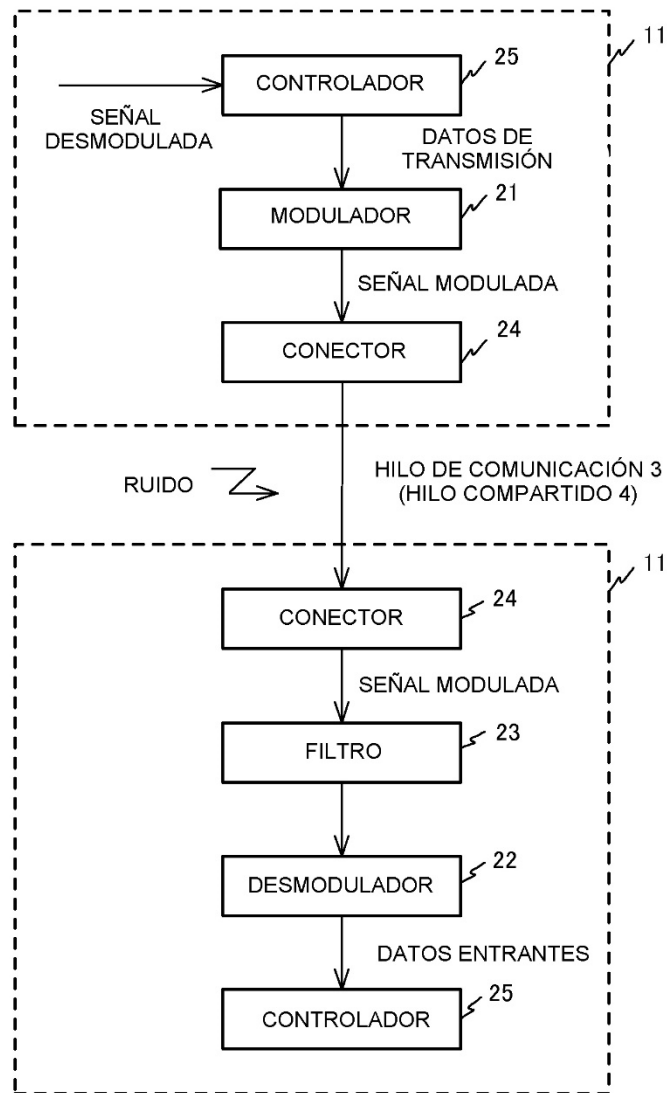 11
25
CONTROLADOR
SEÑAL
DESMODULADA
DATOS DE
TRANSMISIÓN
21
MODULADOR
SEÑAL MODULADA
24
CONECTOR
RUIDO
HILO DE COMUNICACIÓN 3
(HILO COMPARTIDO 4)
11
24
CONECTOR
SEÑAL MODULADA
23
FILTRO
22
DESMODULADOR
DATOS ENTRANTES
25
CONTROLADOR